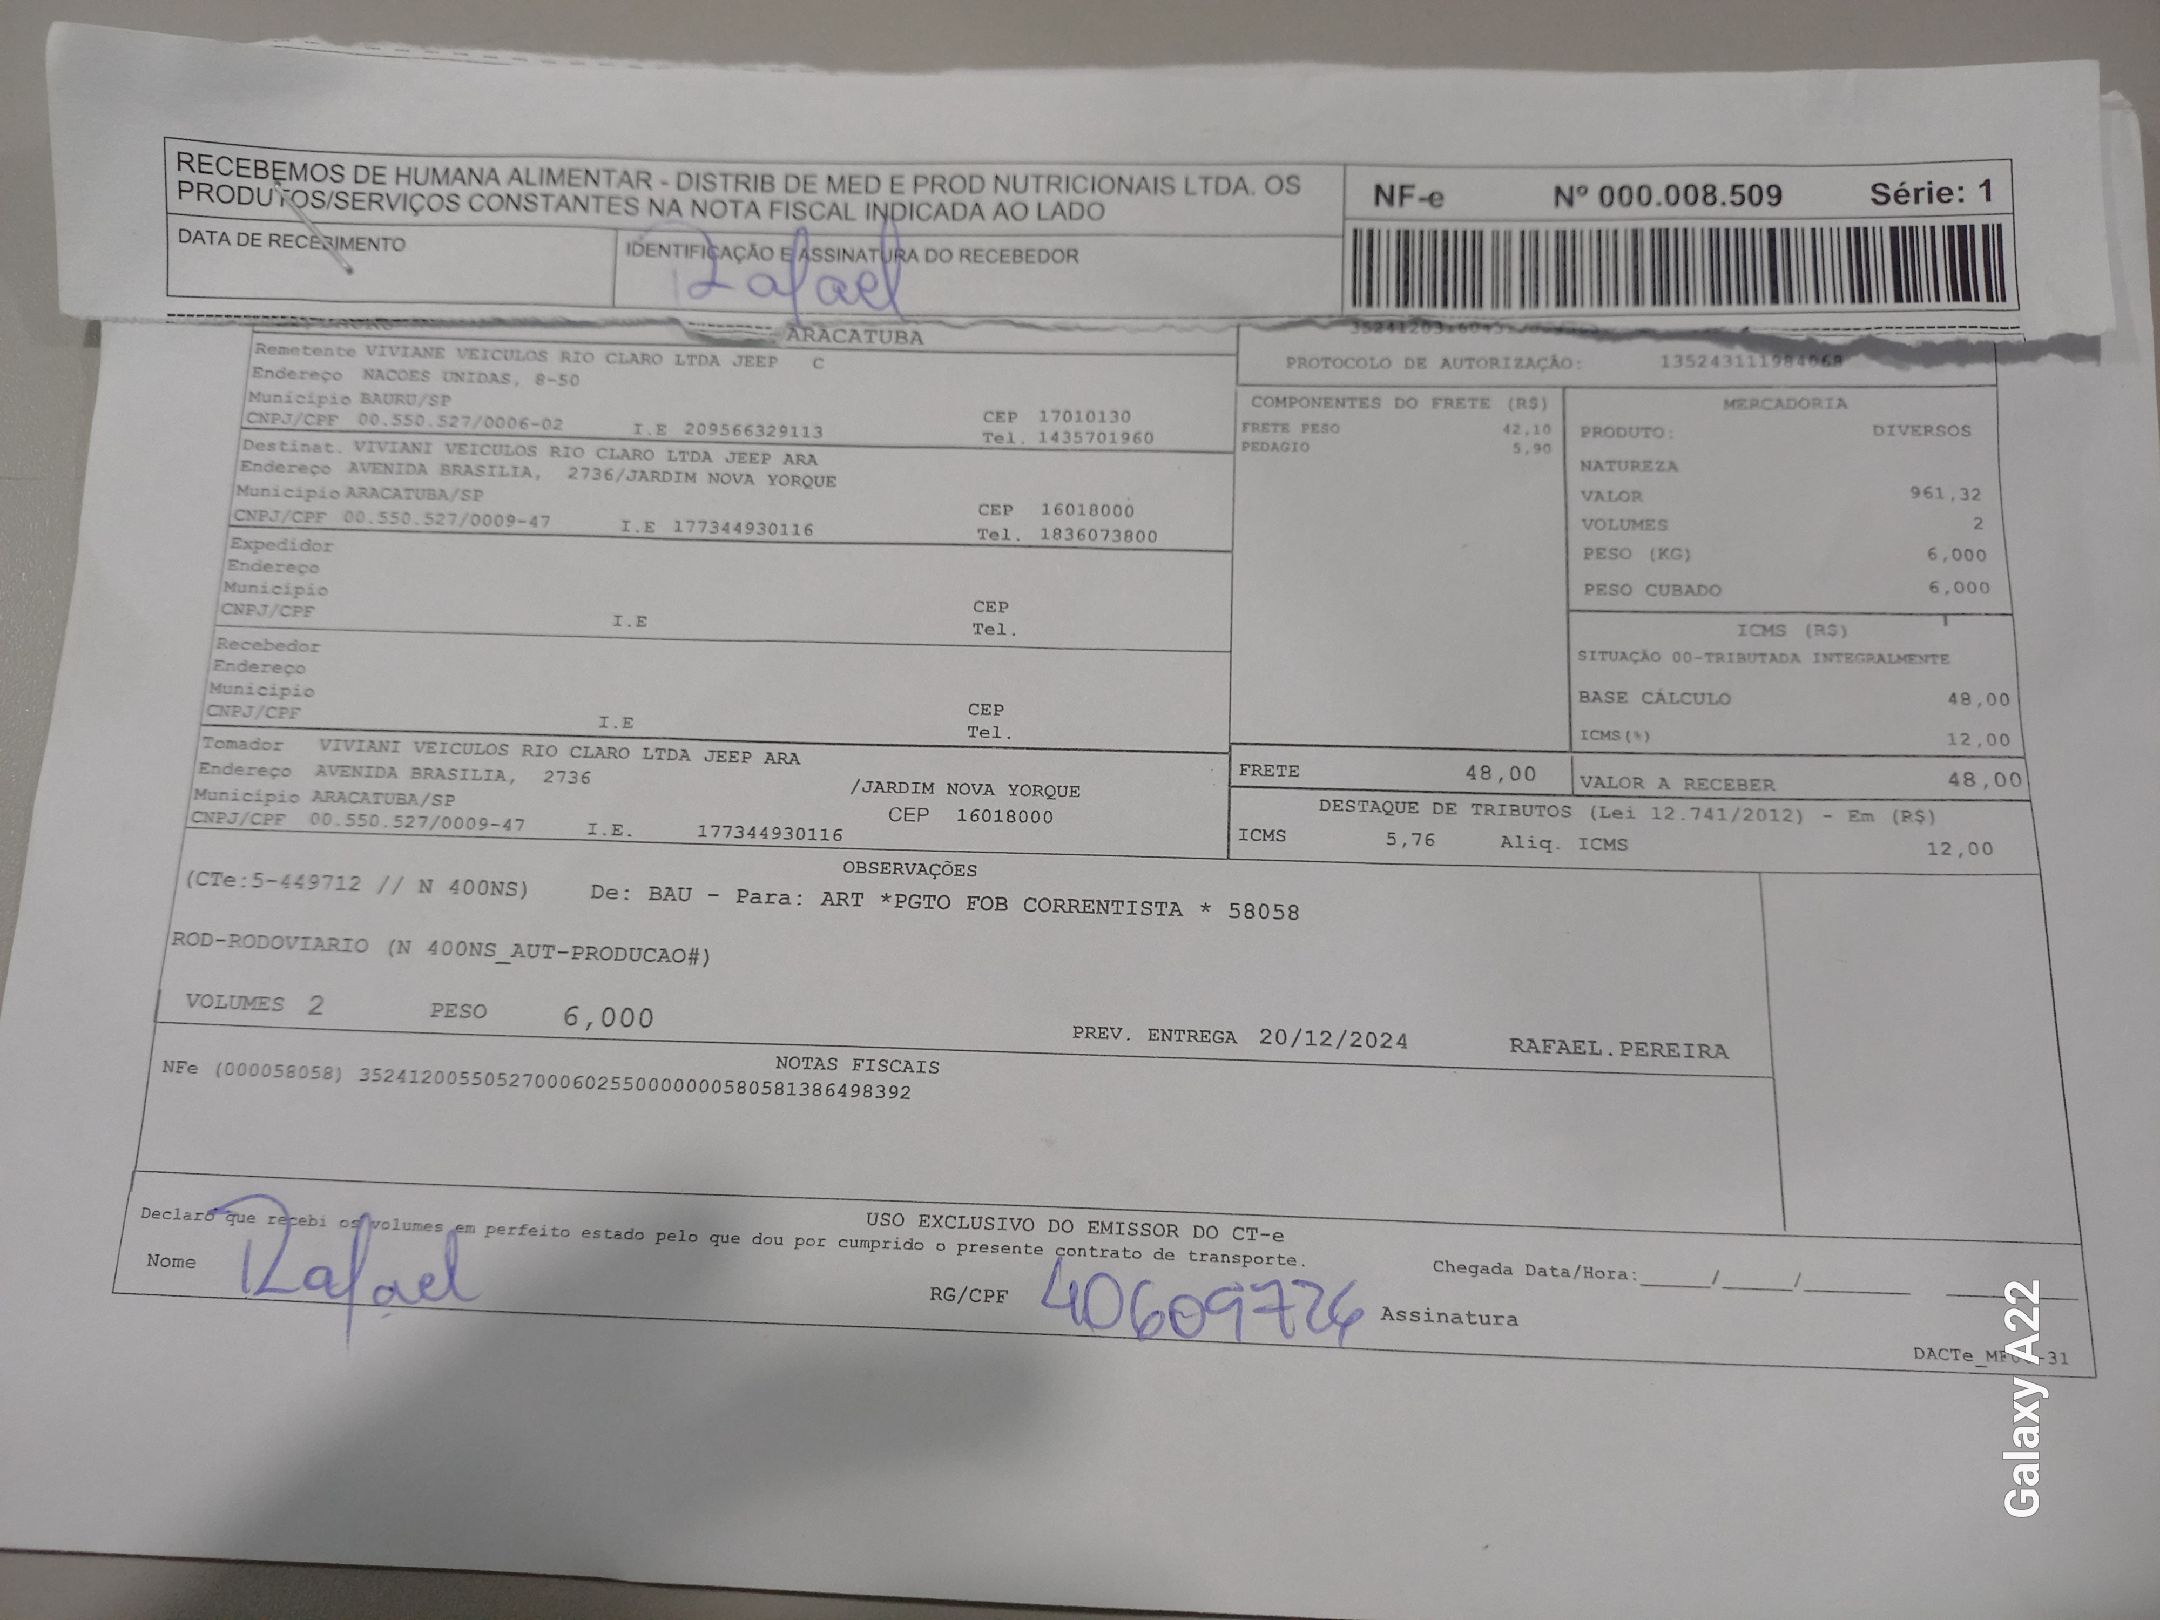 RECEBEMOS DE HUMANA ALIMENTAR - DISTRIB DE MED E PROD NUTRICIONAIS LTDA. OS
PRODUTOS/SERVIÇOS CONSTANTES NA NOTA FISCAL INDICADA AO LADO
NF-e Nº 000.008.509 Série: 1
DATA DE RECEBIMENTO
IDENTIFICAÇÃO E ASSINATURA DO RECEBEDOR
Rafael
ARACATUBA
Remetente VIVIANE VEICULOS RIO CLARO LTDA JEEP C
Endereço NACOES UNIDAS, 8-50
Município BAURU/SP CEP 17010130
CNPJ/CPF 00.550.527/0006-02 I.E 209566329113 Tel. 1435701960
Destinat. VIVIANI VEICULOS RIO CLARO LTDA JEEP ARA
Endereço AVENIDA BRASILIA, 2736/JARDIM NOVA YORQUE
Município ARACATUBA/SP CEP 16018000
CNPJ/CPF 00.550.527/0009-47 I.E 177344930116 Tel. 1836073800
Expedidor
Endereço
Município CEP
CNPJ/CPF I.E Tel.
Recebedor
Endereço
Município CEP
CNPJ/CPF I.E Tel.
Tomador VIVIANI VEICULOS RIO CLARO LTDA JEEP ARA
Endereço AVENIDA BRASILIA, 2736 /JARDIM NOVA YORQUE
Município ARACATUBA/SP CEP 16018000
CNPJ/CPF 00.550.527/0009-47 I.E. 177344930116
PROTOCOLO DE AUTORIZAÇÃO: 135243111984068
COMPONENTES DO FRETE (R$)
FRETE PESO 42,10
PEDAGIO 5,90
MERCADORIA
PRODUTO: DIVERSOS
NATUREZA
VALOR 961,32
VOLUMES 2
PESO (KG) 6,000
PESO CUBADO 6,000
ICMS (R$)
SITUAÇÃO 00-TRIBUTADA INTEGRALMENTE
BASE CÁLCULO 48,00
ICMS(%) 12,00
FRETE 48,00
VALOR A RECEBER 48,00
DESTAQUE DE TRIBUTOS (Lei 12.741/2012) - Em (R$)
ICMS 5,76 Aliq. ICMS 12,00
OBSERVAÇÕES
(CTe:5-449712 // N 400NS) De: BAU - Para: ART *PGTO FOB CORRENTISTA * 58058
ROD-RODOVIARIO (N 400NS_AUT-PRODUCAO#)
VOLUMES 2 PESO 6,000 PREV. ENTREGA 20/12/2024 RAFAEL.PEREIRA
NOTAS FISCAIS
NFe (000058058) 35241200550527000602550000000580581386498392
USO EXCLUSIVO DO EMISSOR DO CT-e
Declaro que recebi os volumes em perfeito estado pelo que dou por cumprido o presente contrato de transporte.
Nome Rafael RG/CPF 40609726 Assinatura
Chegada Data/Hora:_____/_____/________ ________
Galaxy A22